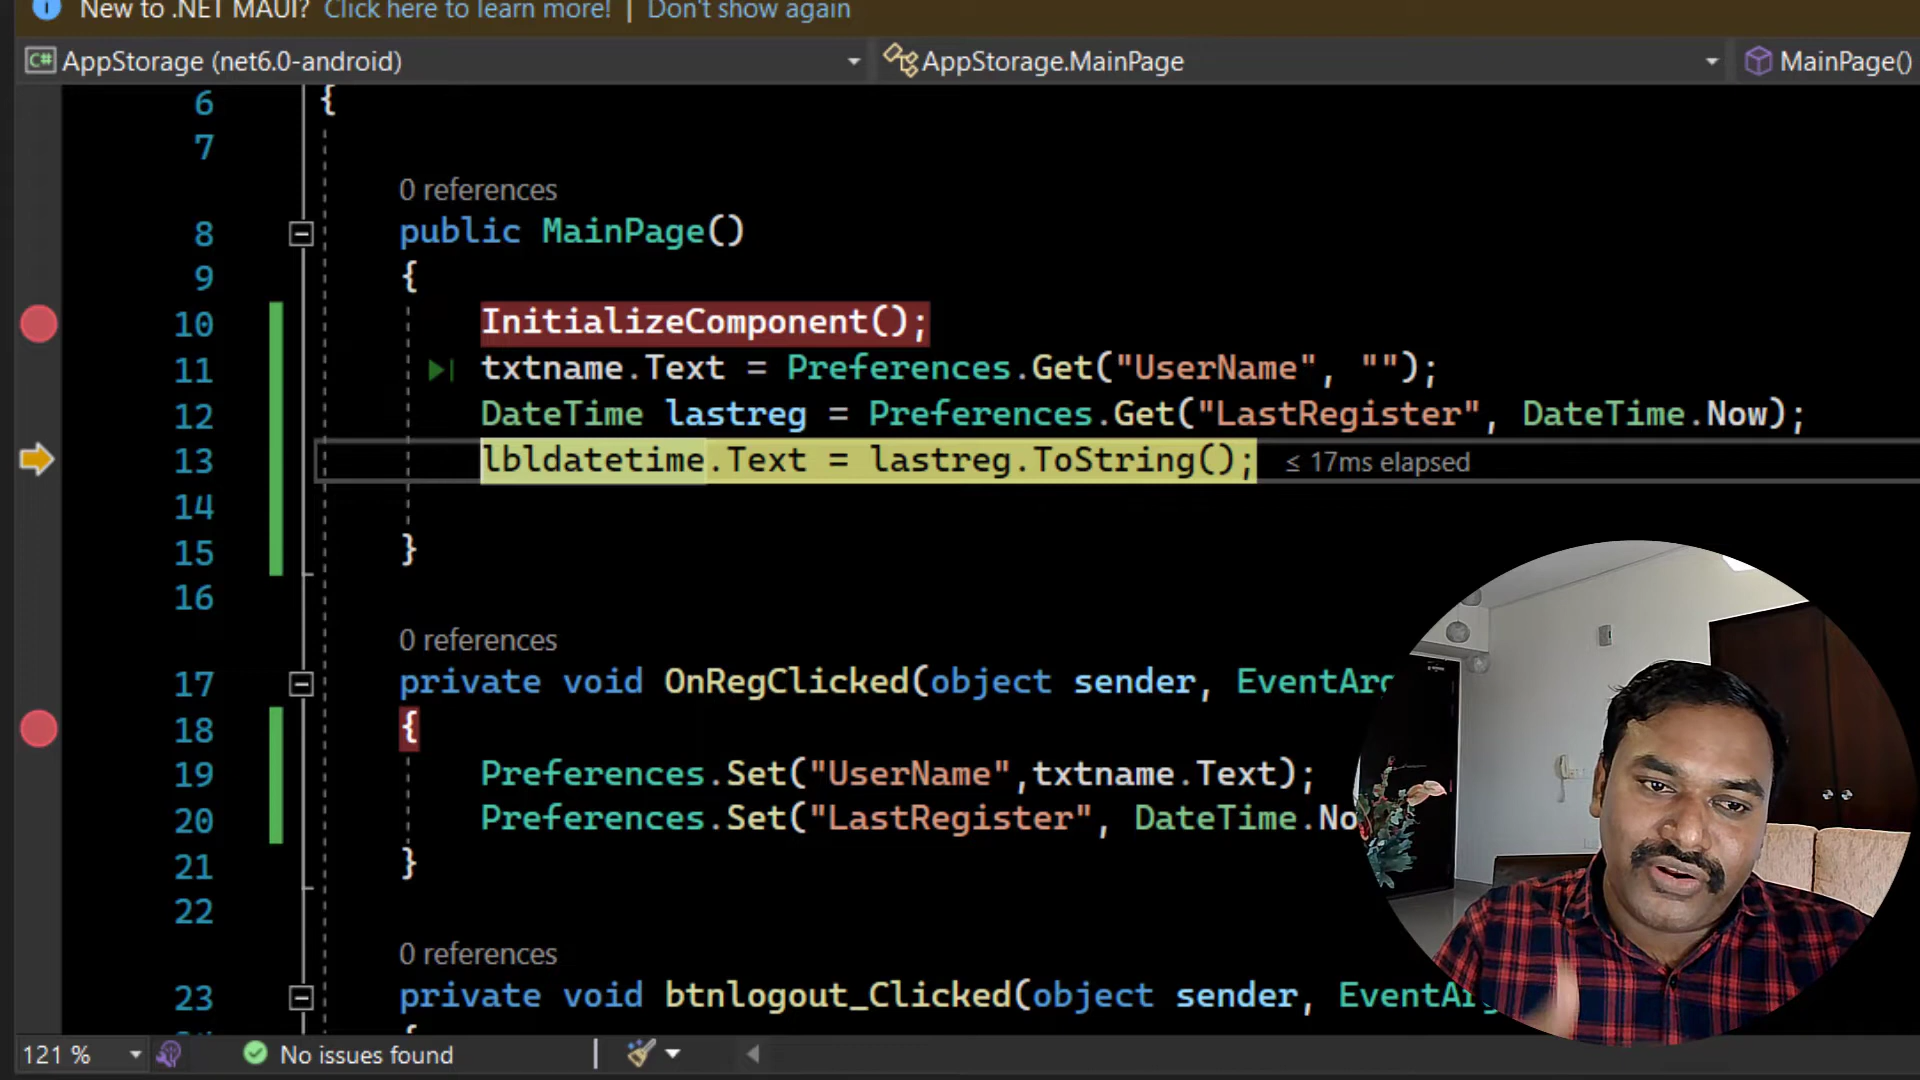 New to .NET MAUI? Click here to learn more! | Don't show again
C# AppStorage (net6.0-android) AppStorage.MainPage MainPage()
6 {
7
0 references
8 public MainPage()
9 {
10 InitializeComponent();
11 txtname.Text = Preferences.Get("UserName", "");
12 DateTime lastreg = Preferences.Get("LastRegister", DateTime.Now);
13 lbldatetime.Text = lastreg.ToString(); ≤ 17ms elapsed
14
15 }
16
0 references
17 private void OnRegClicked(object sender, EventArg
18 {
19 Preferences.Set("UserName",txtname.Text);
20 Preferences.Set("LastRegister", DateTime.No
21 }
22
0 references
23 private void btnlogout_Clicked(object sender, EventArg
{
121 % No issues found